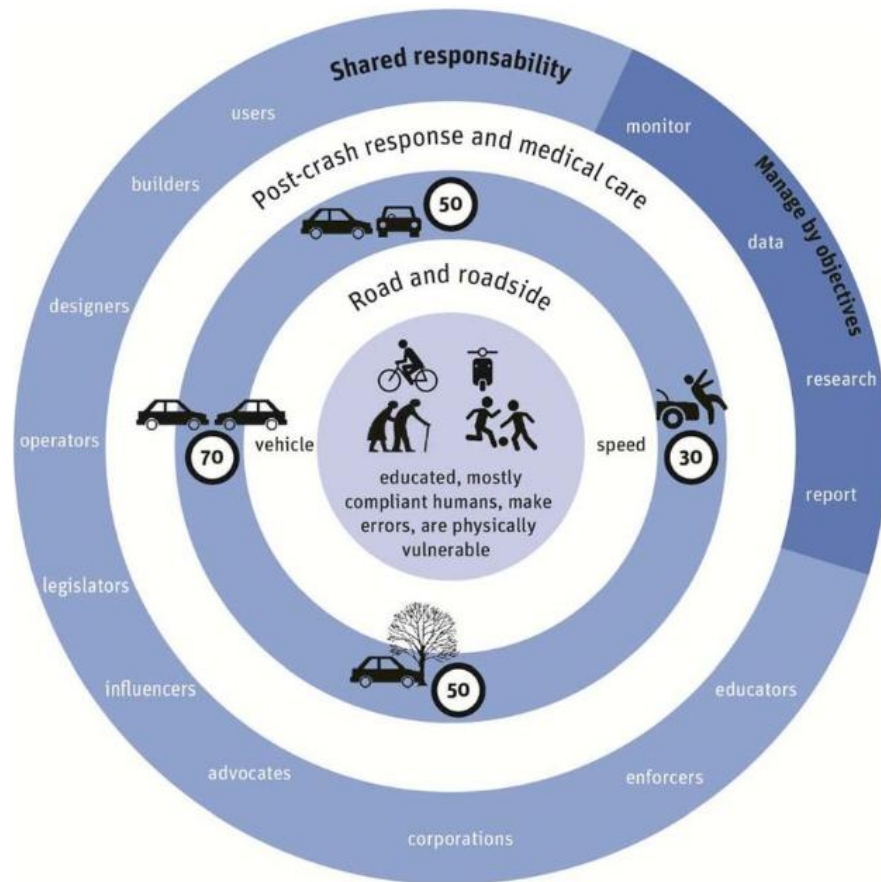 Shared responsability
users
builders
designers
operators
legislators
influencers
advocates
corporations
enforcers
educators
Manage by objectives
monitor
data
research
report
Post-crash response and medical care
50
70
30
50
Road and roadside
vehicle
speed
educated, mostly
compliant humans, make
errors, are physically
vulnerable